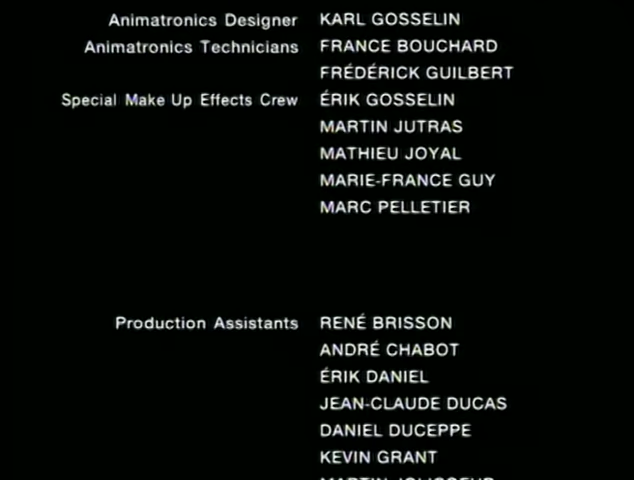 Animatronics Designer KARL GOSSELIN
Animatronics Technicians FRANCE BOUCHARD
FRÉDÉRICK GUILBERT
Special Make Up Effects Crew ÉRIK GOSSELIN
MARTIN JUTRAS
MATHIEU JOYAL
MARIE-FRANCE GUY
MARC PELLETIER
Production Assistants RENÉ BRISSON
ANDRÉ CHABOT
ÉRIK DANIEL
JEAN-CLAUDE DUCAS
DANIEL DUCEPPE
KEVIN GRANT
MARTIN